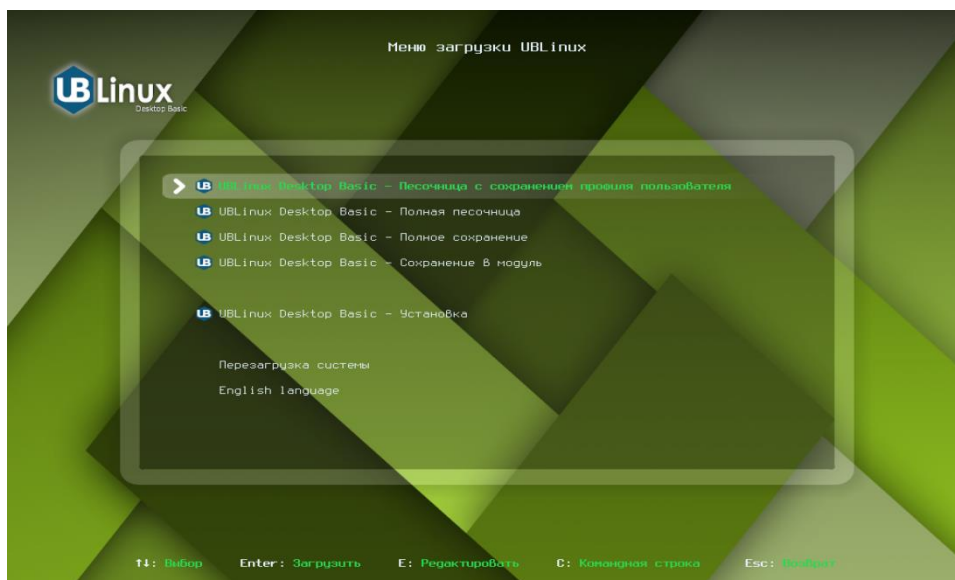 Меню загрузки UBLinux
UBLinux
Desktop Basic
UBLinux Desktop Basic - Песочница с сохранением профиля пользователя
UBLinux Desktop Basic - Полная песочница
UBLinux Desktop Basic - Полное сохранение
UBLinux Desktop Basic - Сохранение в модуль
UBLinux Desktop Basic - Установка
Перезагрузка системы
English language
↑↓: Выбор Enter: Загрузить E: Редактировать C: Командная строка Esc: Возврат